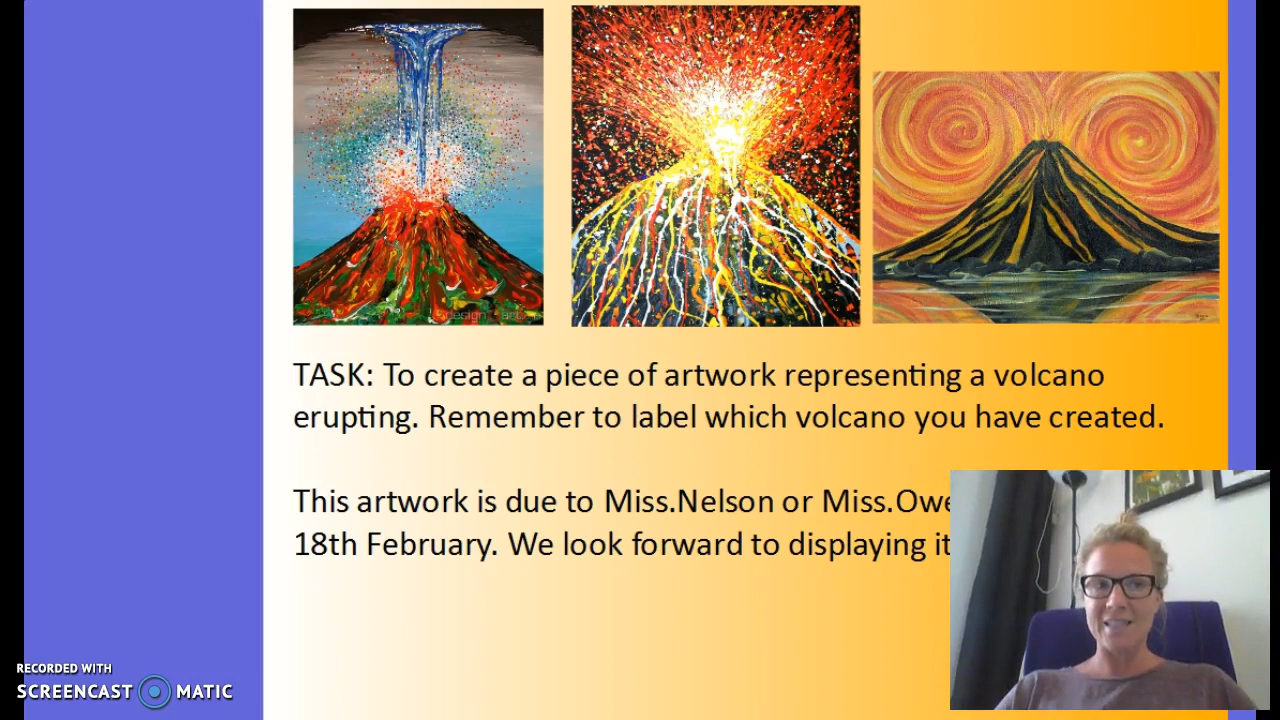 TASK: To create a piece of artwork representing a volcano
erupting. Remember to label which volcano you have created.
This artwork is due to Miss.Nelson or Miss.Owe
18th February. We look forward to displaying it
RECORDED WITH
SCREENCAST MATIC